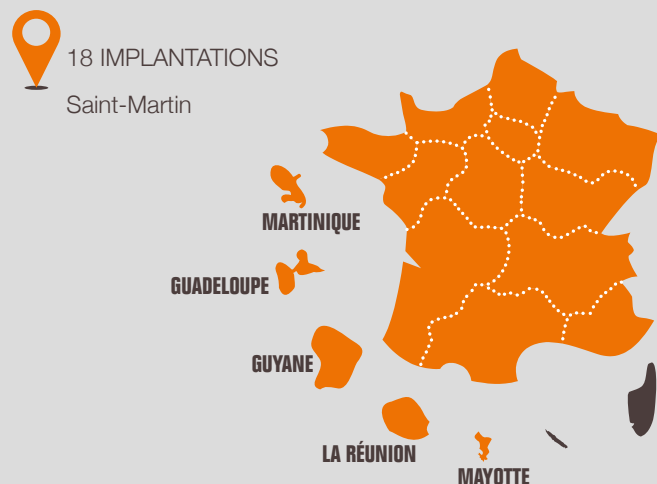 18 IMPLANTATIONS
Saint-Martin
MARTINIQUE
GUADELOUPE
GUYANE
LA RÉUNION
MAYOTTE